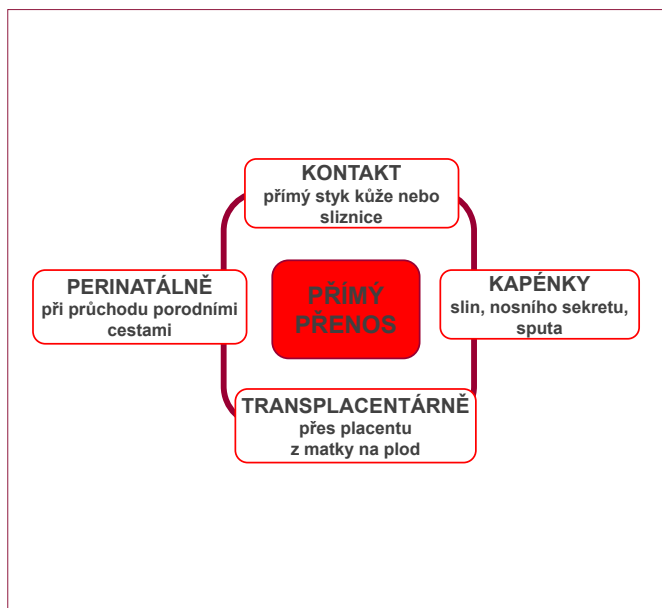 KONTAKT
přímý styk kůže nebo
sliznice
PERINATÁLNĚ
při průchodu porodními
cestami
PŘÍMÝ
PŘENOS
KAPÉNKY
slin, nosního sekretu,
sputa
TRANSPLACENTÁRNĚ
přes placentu
z matky na plod